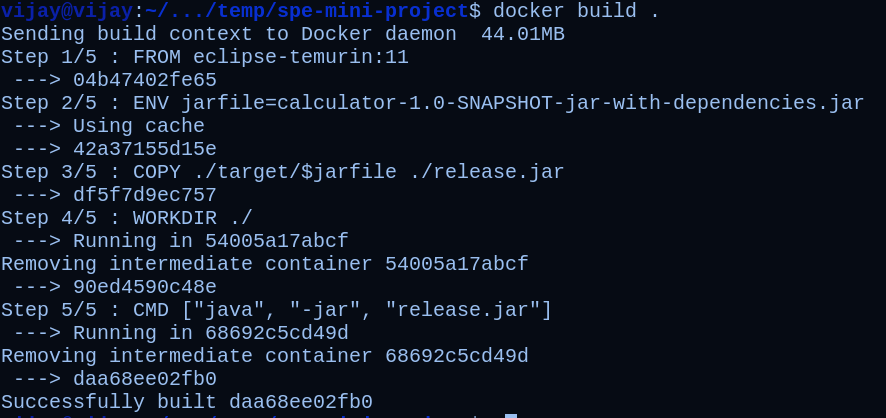 vijay@vijay:~/.../temp/spe-mini-project$ docker build .
Sending build context to Docker daemon  44.01MB
Step 1/5 : FROM eclipse-temurin:11
 ---> 04b47402fe65
Step 2/5 : ENV jarfile=calculator-1.0-SNAPSHOT-jar-with-dependencies.jar
 ---> Using cache
 ---> 42a37155d15e
Step 3/5 : COPY ./target/$jarfile ./release.jar
 ---> df5f7d9ec757
Step 4/5 : WORKDIR ./
 ---> Running in 54005a17abcf
Removing intermediate container 54005a17abcf
 ---> 90ed4590c48e
Step 5/5 : CMD ["java", "-jar", "release.jar"]
 ---> Running in 68692c5cd49d
Removing intermediate container 68692c5cd49d
 ---> daa68ee02fb0
Successfully built daa68ee02fb0